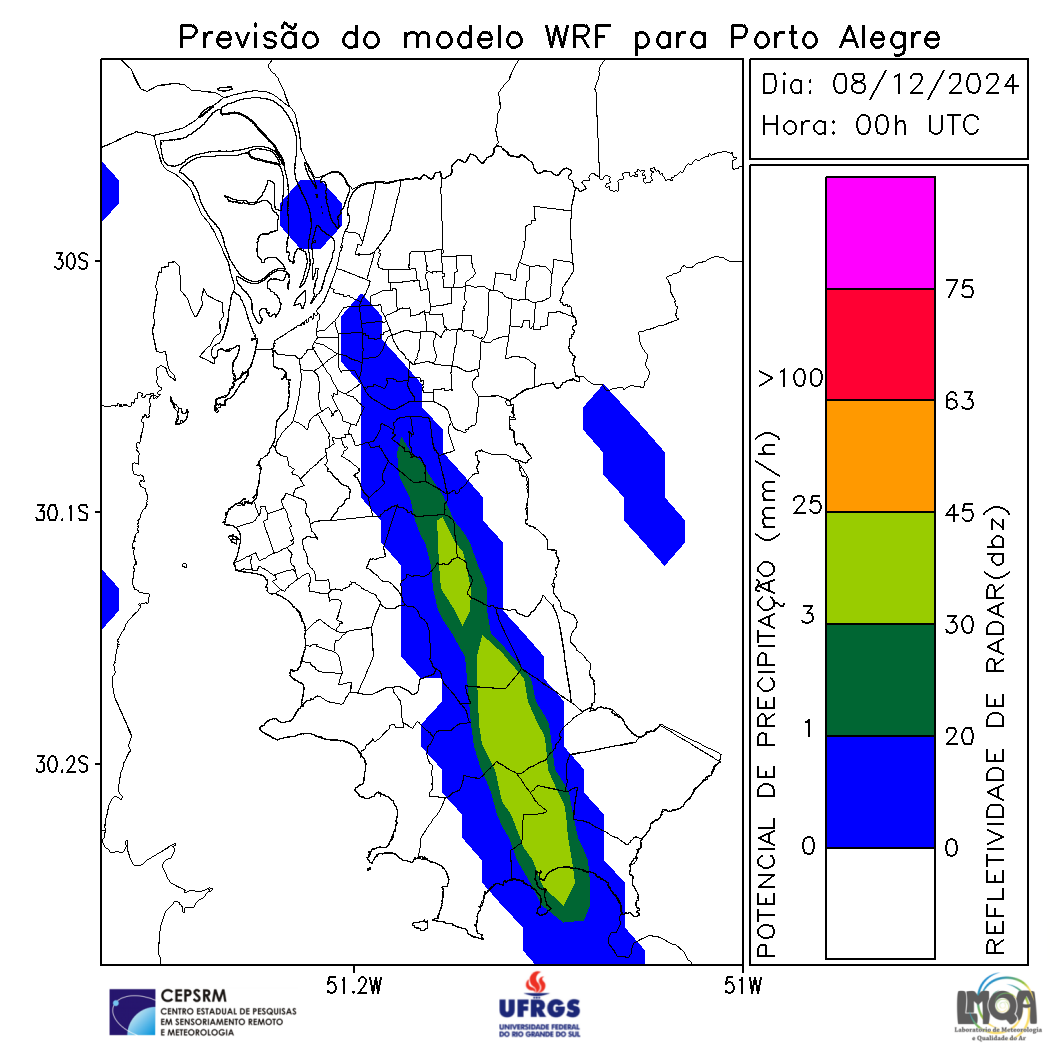 Previsão do modelo WRF para Porto Alegre
Dia: 08/12/2024
Hora: 00h UTC
30S
30.1S
30.2S
51.2W
51W
POTENCIAL DE PRECIPITAÇÃO (mm/h)
>100
25
3
1
0
75
63
45
30
20
0
REFLETIVIDADE DE RADAR(dbz)
CEPSRM
CENTRO ESTADUAL DE PESQUISAS
EM SENSORIAMENTO REMOTO
E METEOROLOGIA
UFRGS
UNIVERSIDADE FEDERAL
DO RIO GRANDE DO SUL
LMQA
Laboratório de Meteorologia
e Qualidade do Ar